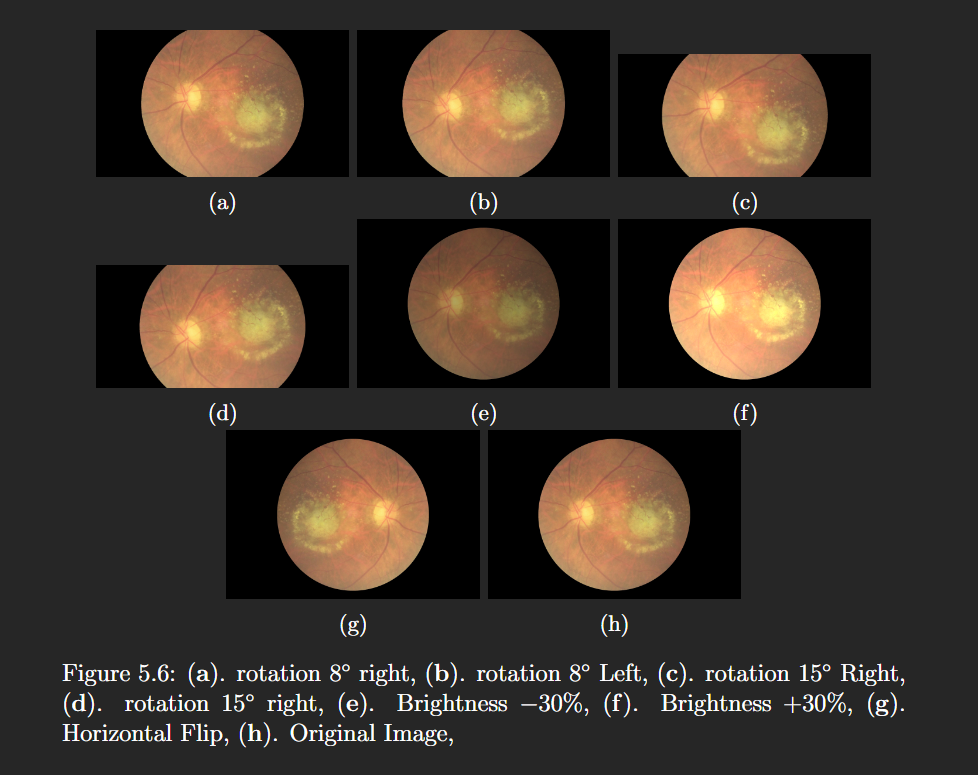 (a) (b) (c)
(d) (e) (f)
(g) (h)
Figure 5.6: (a). rotation 8° right, (b). rotation 8° Left, (c). rotation 15° Right,
(d). rotation 15° right, (e). Brightness −30%, (f). Brightness +30%, (g).
Horizontal Flip, (h). Original Image,